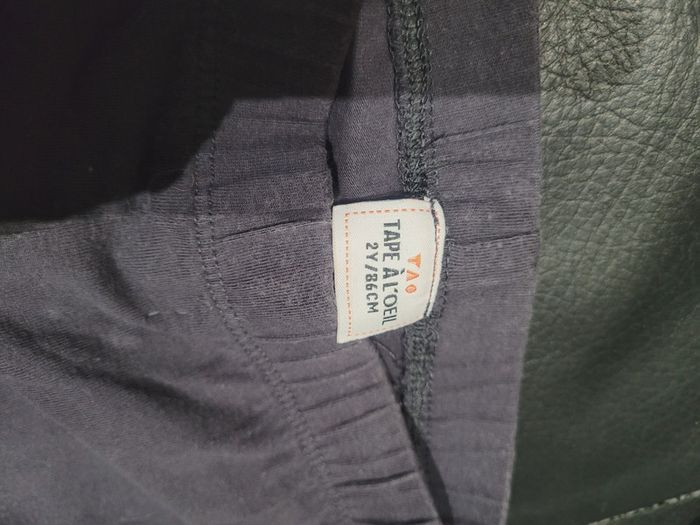 TAO
TAPE À L'OEIL
2Y/86CM